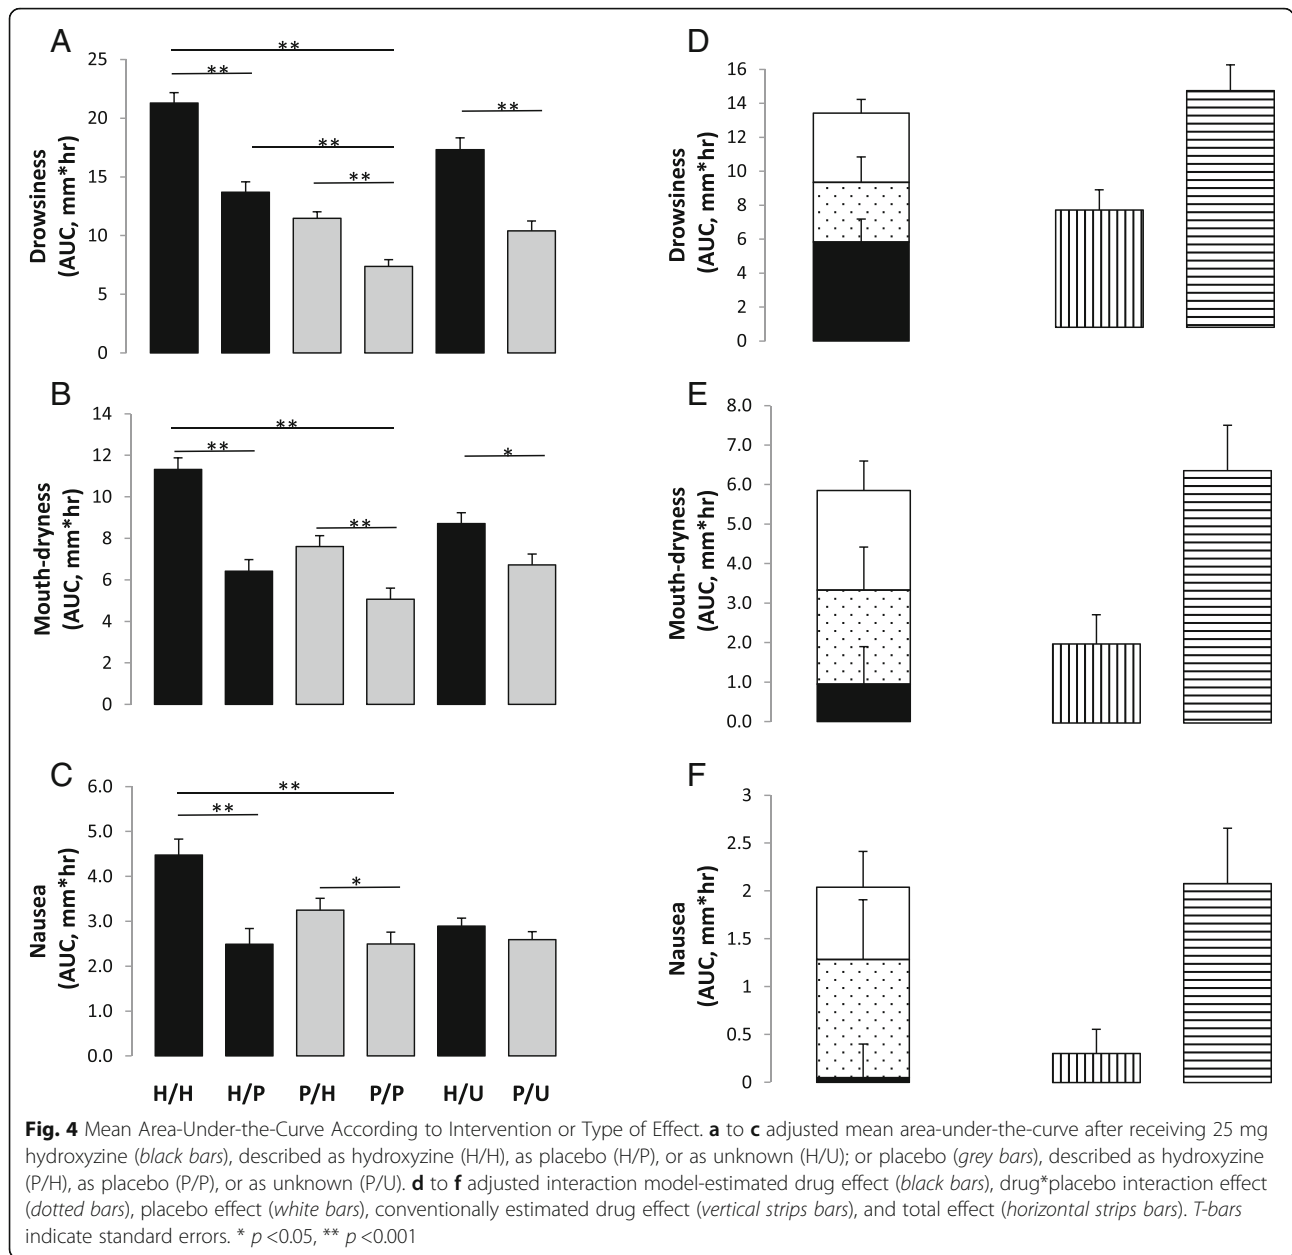 A
**
25
**
**
20
**
**
15
10
5
0
Drowsiness
(AUC, mm*hr)
D
16
14
12
10
8
6
4
2
0
Drowsiness
(AUC, mm*hr)
B
14
**
**
*
12
10
**
8
6
4
2
0
Mouth-dryness
(AUC, mm*hr)
E
8.0
7.0
6.0
5.0
4.0
3.0
2.0
1.0
0.0
Mouth-dryness
(AUC, mm*hr)
C
6.0
**
**
5.0
4.0
*
3.0
2.0
1.0
0.0
Nausea
(AUC, mm*hr)
H/H H/P P/H P/P H/U P/U
F
3
2.5
2
1.5
1
0.5
0
Nausea
(AUC, mm*hr)
Fig. 4 Mean Area-Under-the-Curve According to Intervention or Type of Effect. a to c adjusted mean area-under-the-curve after receiving 25 mg
hydroxyzine (black bars), described as hydroxyzine (H/H), as placebo (H/P), or as unknown (H/U); or placebo (grey bars), described as hydroxyzine
(P/H), as placebo (P/P), or as unknown (P/U). d to f adjusted interaction model-estimated drug effect (black bars), drug*placebo interaction effect
(dotted bars), placebo effect (white bars), conventionally estimated drug effect (vertical strips bars), and total effect (horizontal strips bars). T-bars
indicate standard errors. * p <0.05, ** p <0.001